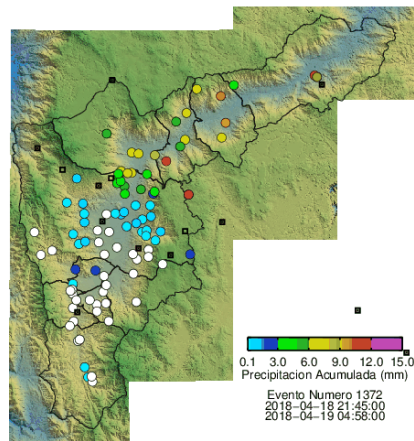 0.1 3.0 6.0 9.0 12.0 15.0
Precipitacion Acumulada (mm)
Evento Numero 1372
2018-04-18 21:45:00
2018-04-19 04:58:00